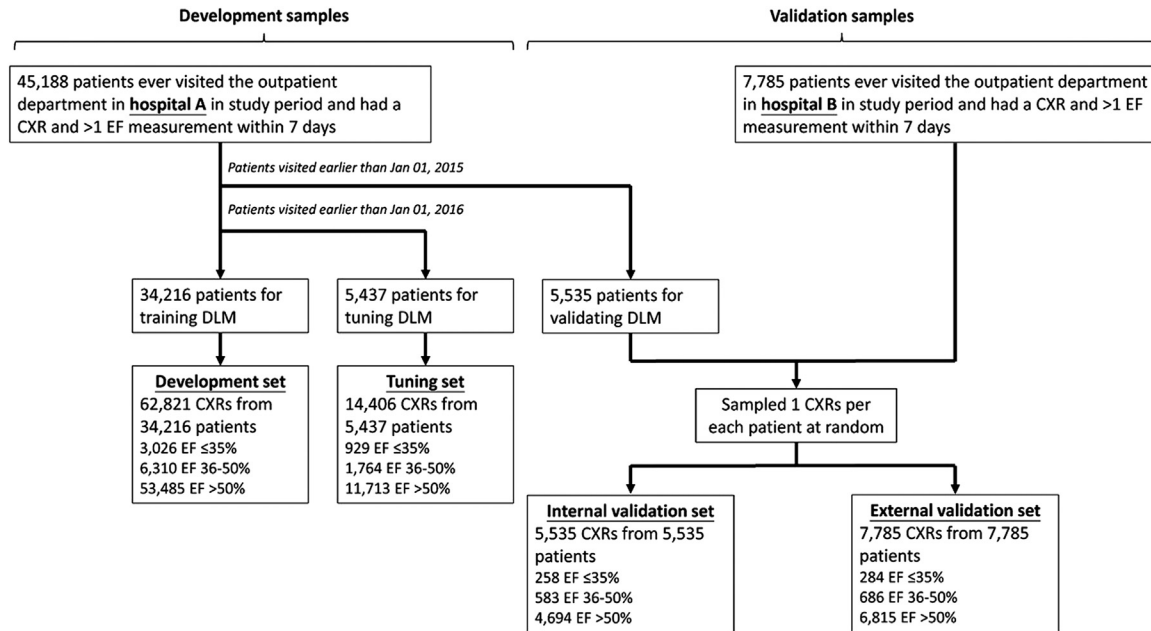 Development samples
Validation samples
45,188 patients ever visited the outpatient
department in hospital A in study period and had a
CXR and >1 EF measurement within 7 days
7,785 patients ever visited the outpatient department
in hospital B in study period and had a CXR and >1 EF
measurement within 7 days
Patients visited earlier than Jan 01, 2015
Patients visited earlier than Jan 01, 2016
34,216 patients for
training DLM
5,437 patients for
tuning DLM
5,535 patients for
validating DLM
Development set
62,821 CXRs from
34,216 patients
3,026 EF ≤35%
6,310 EF 36-50%
53,485 EF >50%
Tuning set
14,406 CXRs from
5,437 patients
929 EF ≤35%
1,764 EF 36-50%
11,713 EF >50%
Sampled 1 CXRs per
each patient at random
Internal validation set
5,535 CXRs from 5,535
patients
258 EF ≤35%
583 EF 36-50%
4,694 EF >50%
External validation set
7,785 CXRs from 7,785
patients
284 EF ≤35%
686 EF 36-50%
6,815 EF >50%